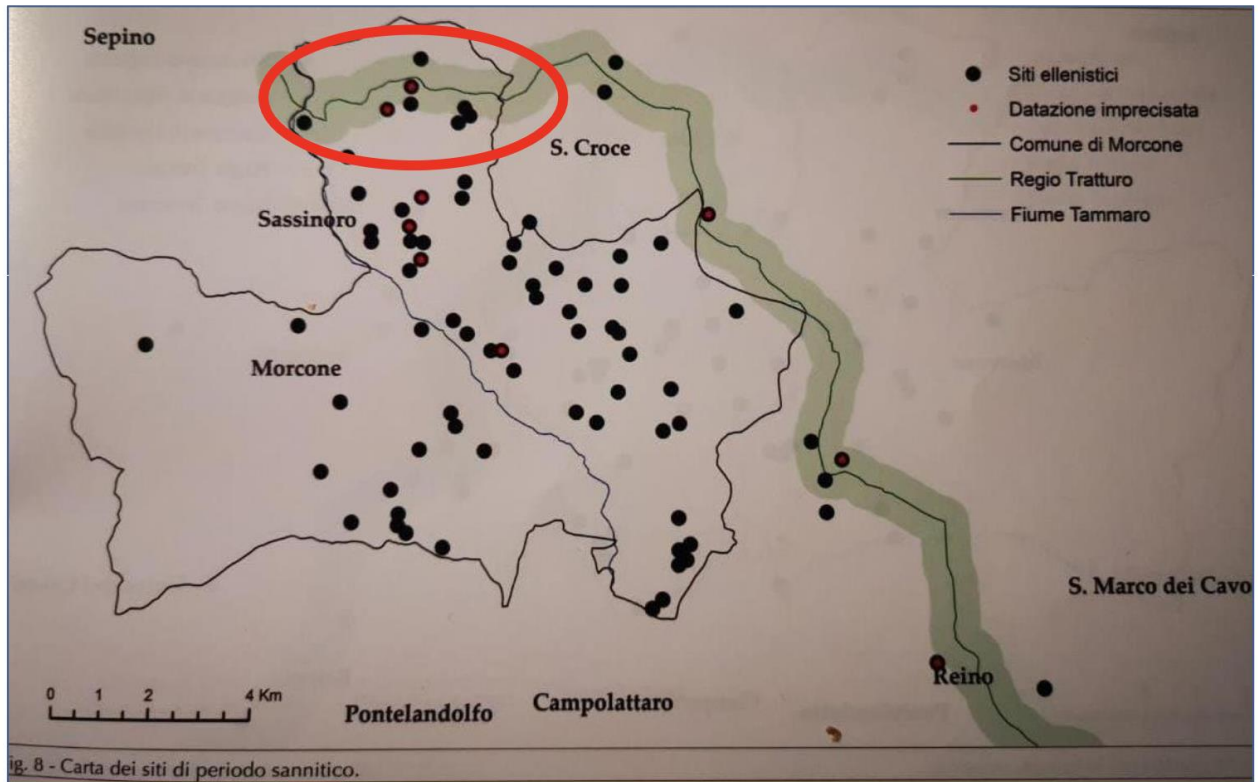 Sepino
Siti ellenistici
Datazione imprecisata
Comune di Morcone
Regio Tratturo
Fiume Tammaro
S. Croce
Sassinoro
Morcone
S. Marco dei Cavo
Reino
0 1 2 4 Km
Pontelandolfo
Campolattaro
ig. 8 - Carta dei siti di periodo sannitico.